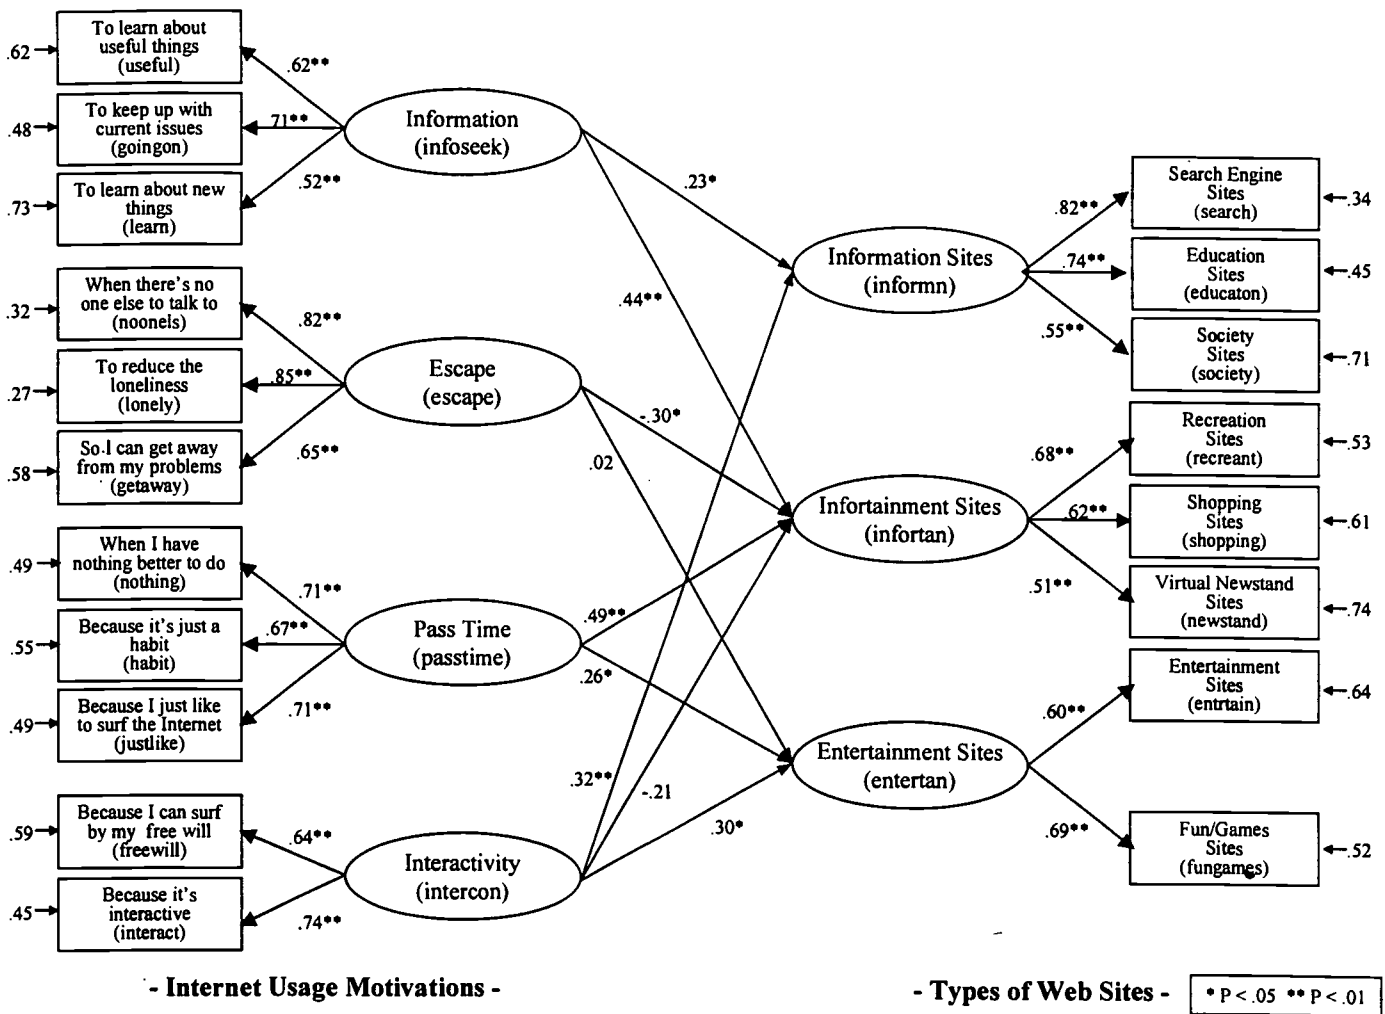 To learn about
useful things
(useful)
.62
.62**
To keep up with
current issues
(goingon)
.48
.71**
To learn about new
things
(learn)
.73
.52**
Information
(infoseek)
When there's no
one else to talk to
(noonels)
.32
.82**
To reduce the
loneliness
(lonely)
.27
.85**
So I can get away
from my problems
(getaway)
.58
.65**
Escape
(escape)
When I have
nothing better to do
(nothing)
.49
.71**
Because it's just a
habit
(habit)
.55
.67**
Because I just like
to surf the Internet
(justlike)
.49
.71**
Pass Time
(passtime)
Because I can surf
by my free will
(freewill)
.59
.64**
Because it's
interactive
(interact)
.45
.74**
Interactivity
(intercon)
.23*
.44**
-.30*
.02
.49**
.26*
.32**
-.21
.30*
Information Sites
(informn)
Infortainment Sites
(infortan)
Entertainment Sites
(entertan)
.82**
Search Engine
Sites
(search)
.34
.74**
Education
Sites
(educaton)
.45
.55**
Society
Sites
(society)
.71
.68**
Recreation
Sites
(recreant)
.53
.62**
Shopping
Sites
(shopping)
.61
.51**
Virtual Newstand
Sites
(newstand)
.74
.60**
Entertainment
Sites
(entrtain)
.64
.69**
Fun/Games
Sites
(fungames)
.52
- Internet Usage Motivations -
- Types of Web Sites -
* P < .05 ** P < .01